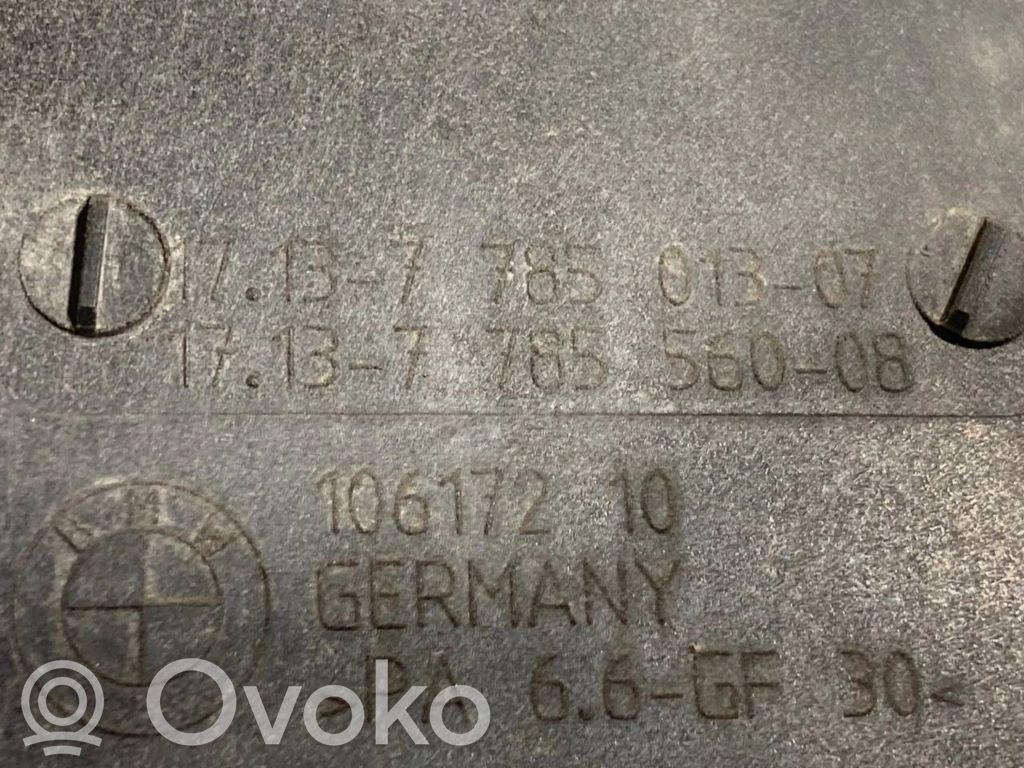 17.13-7 785 013-07
17.13-7 785 560-08
106172 10
BMW
GERMANY
>PA 6.6-GF 30<
Ovoko